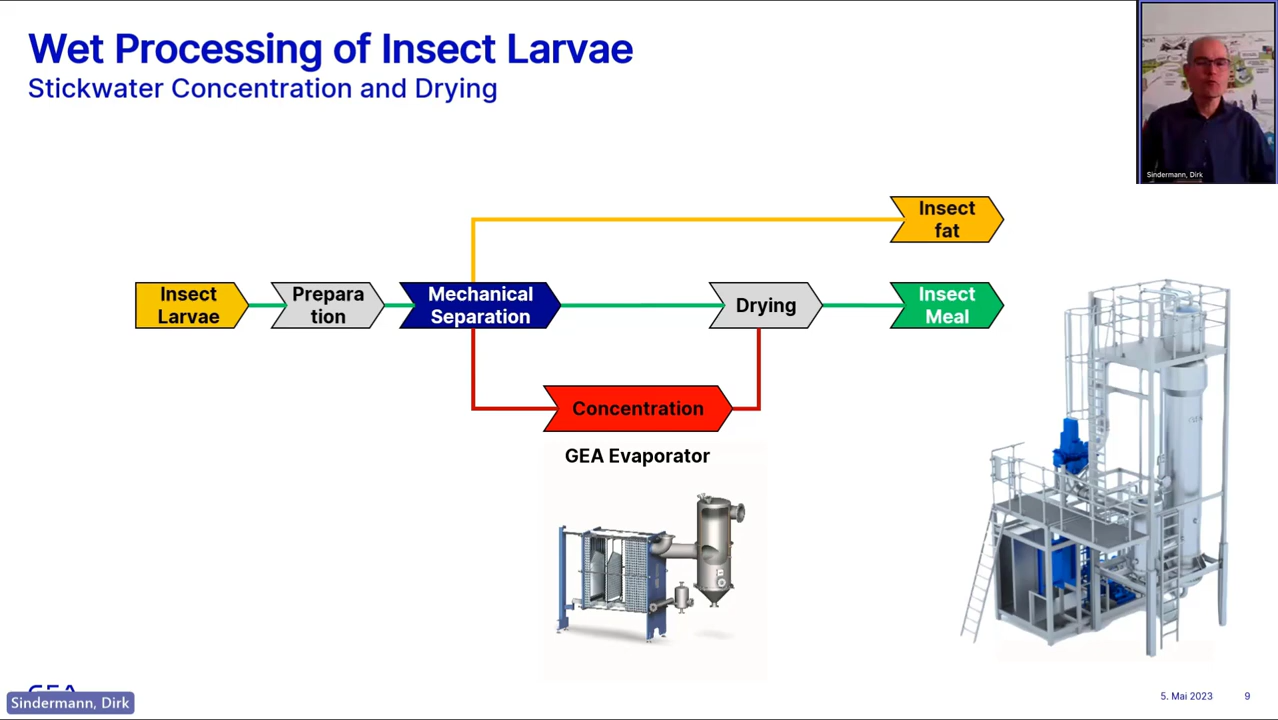 Wet Processing of Insect Larvae
Stickwater Concentration and Drying
Sindermann, Dirk
Insect
fat
Insect
Larvae
Prepara
tion
Mechanical
Separation
Drying
Insect
Meal
Concentration
GEA Evaporator
GEA
Sindermann, Dirk
5. Mai 2023
9